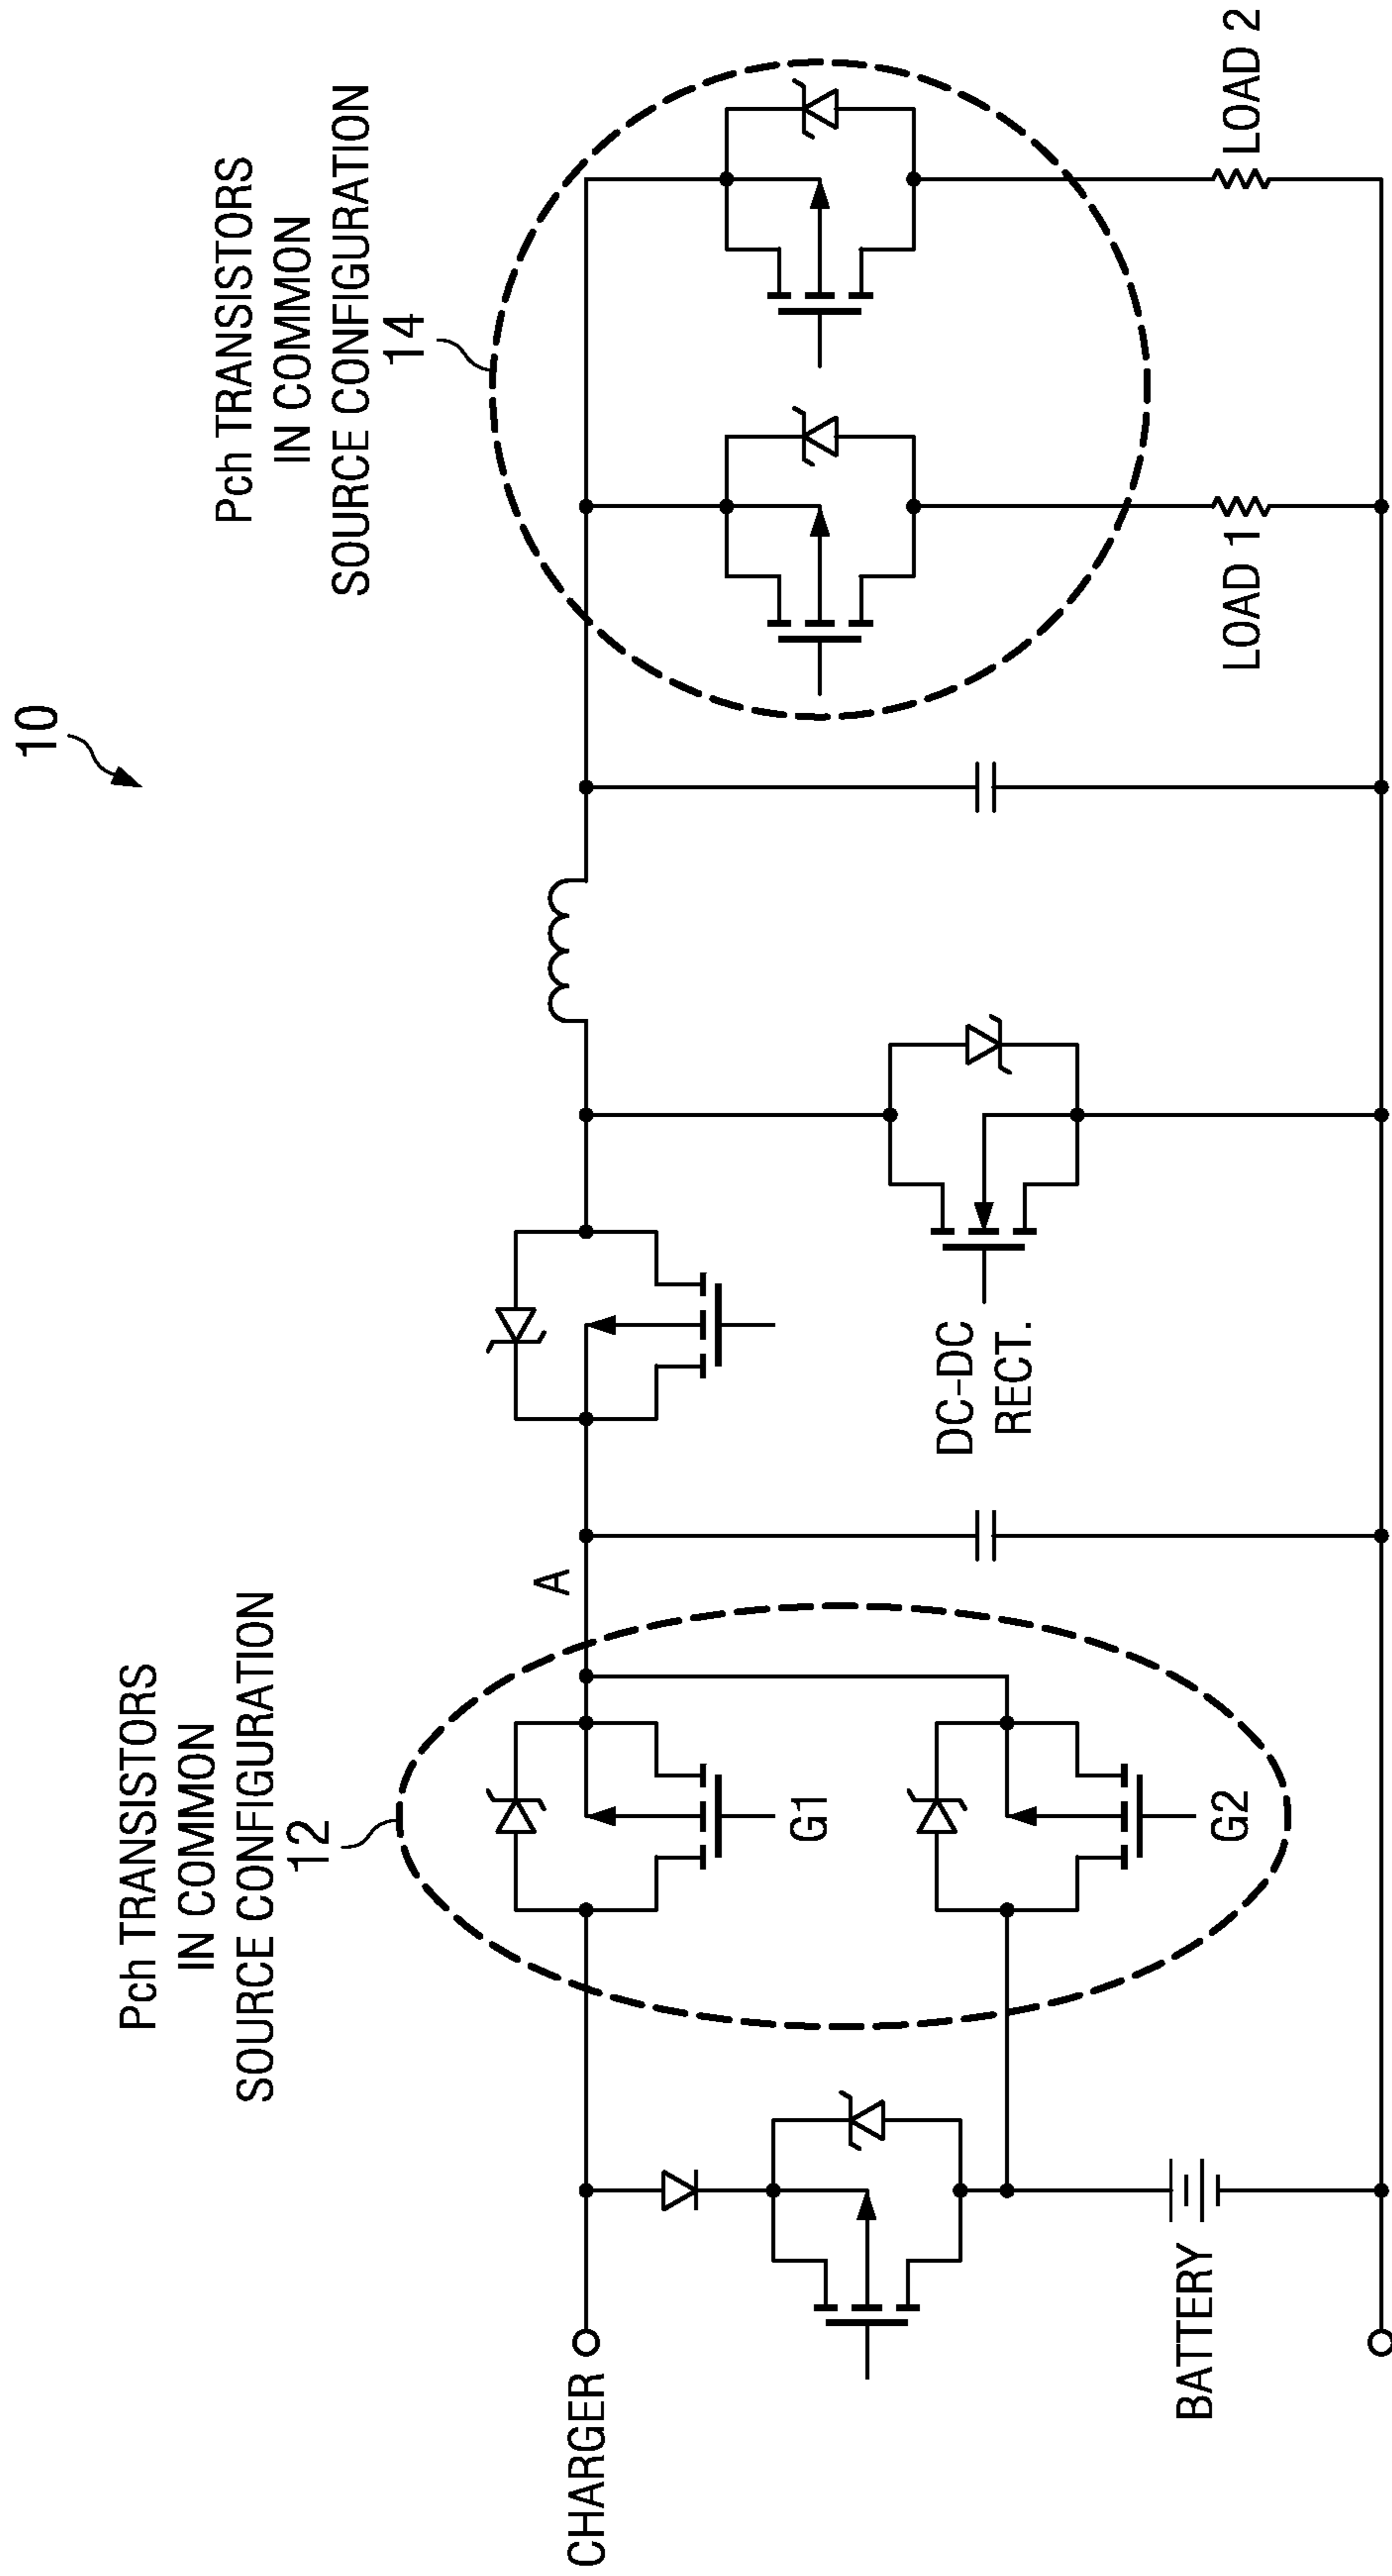 10
Pch TRANSISTORS
IN COMMON
SOURCE CONFIGURATION
12
Pch TRANSISTORS
IN COMMON
SOURCE CONFIGURATION
14
A
CHARGER
G1
G2
DC-DC
RECT.
BATTERY
LOAD 1
LOAD 2